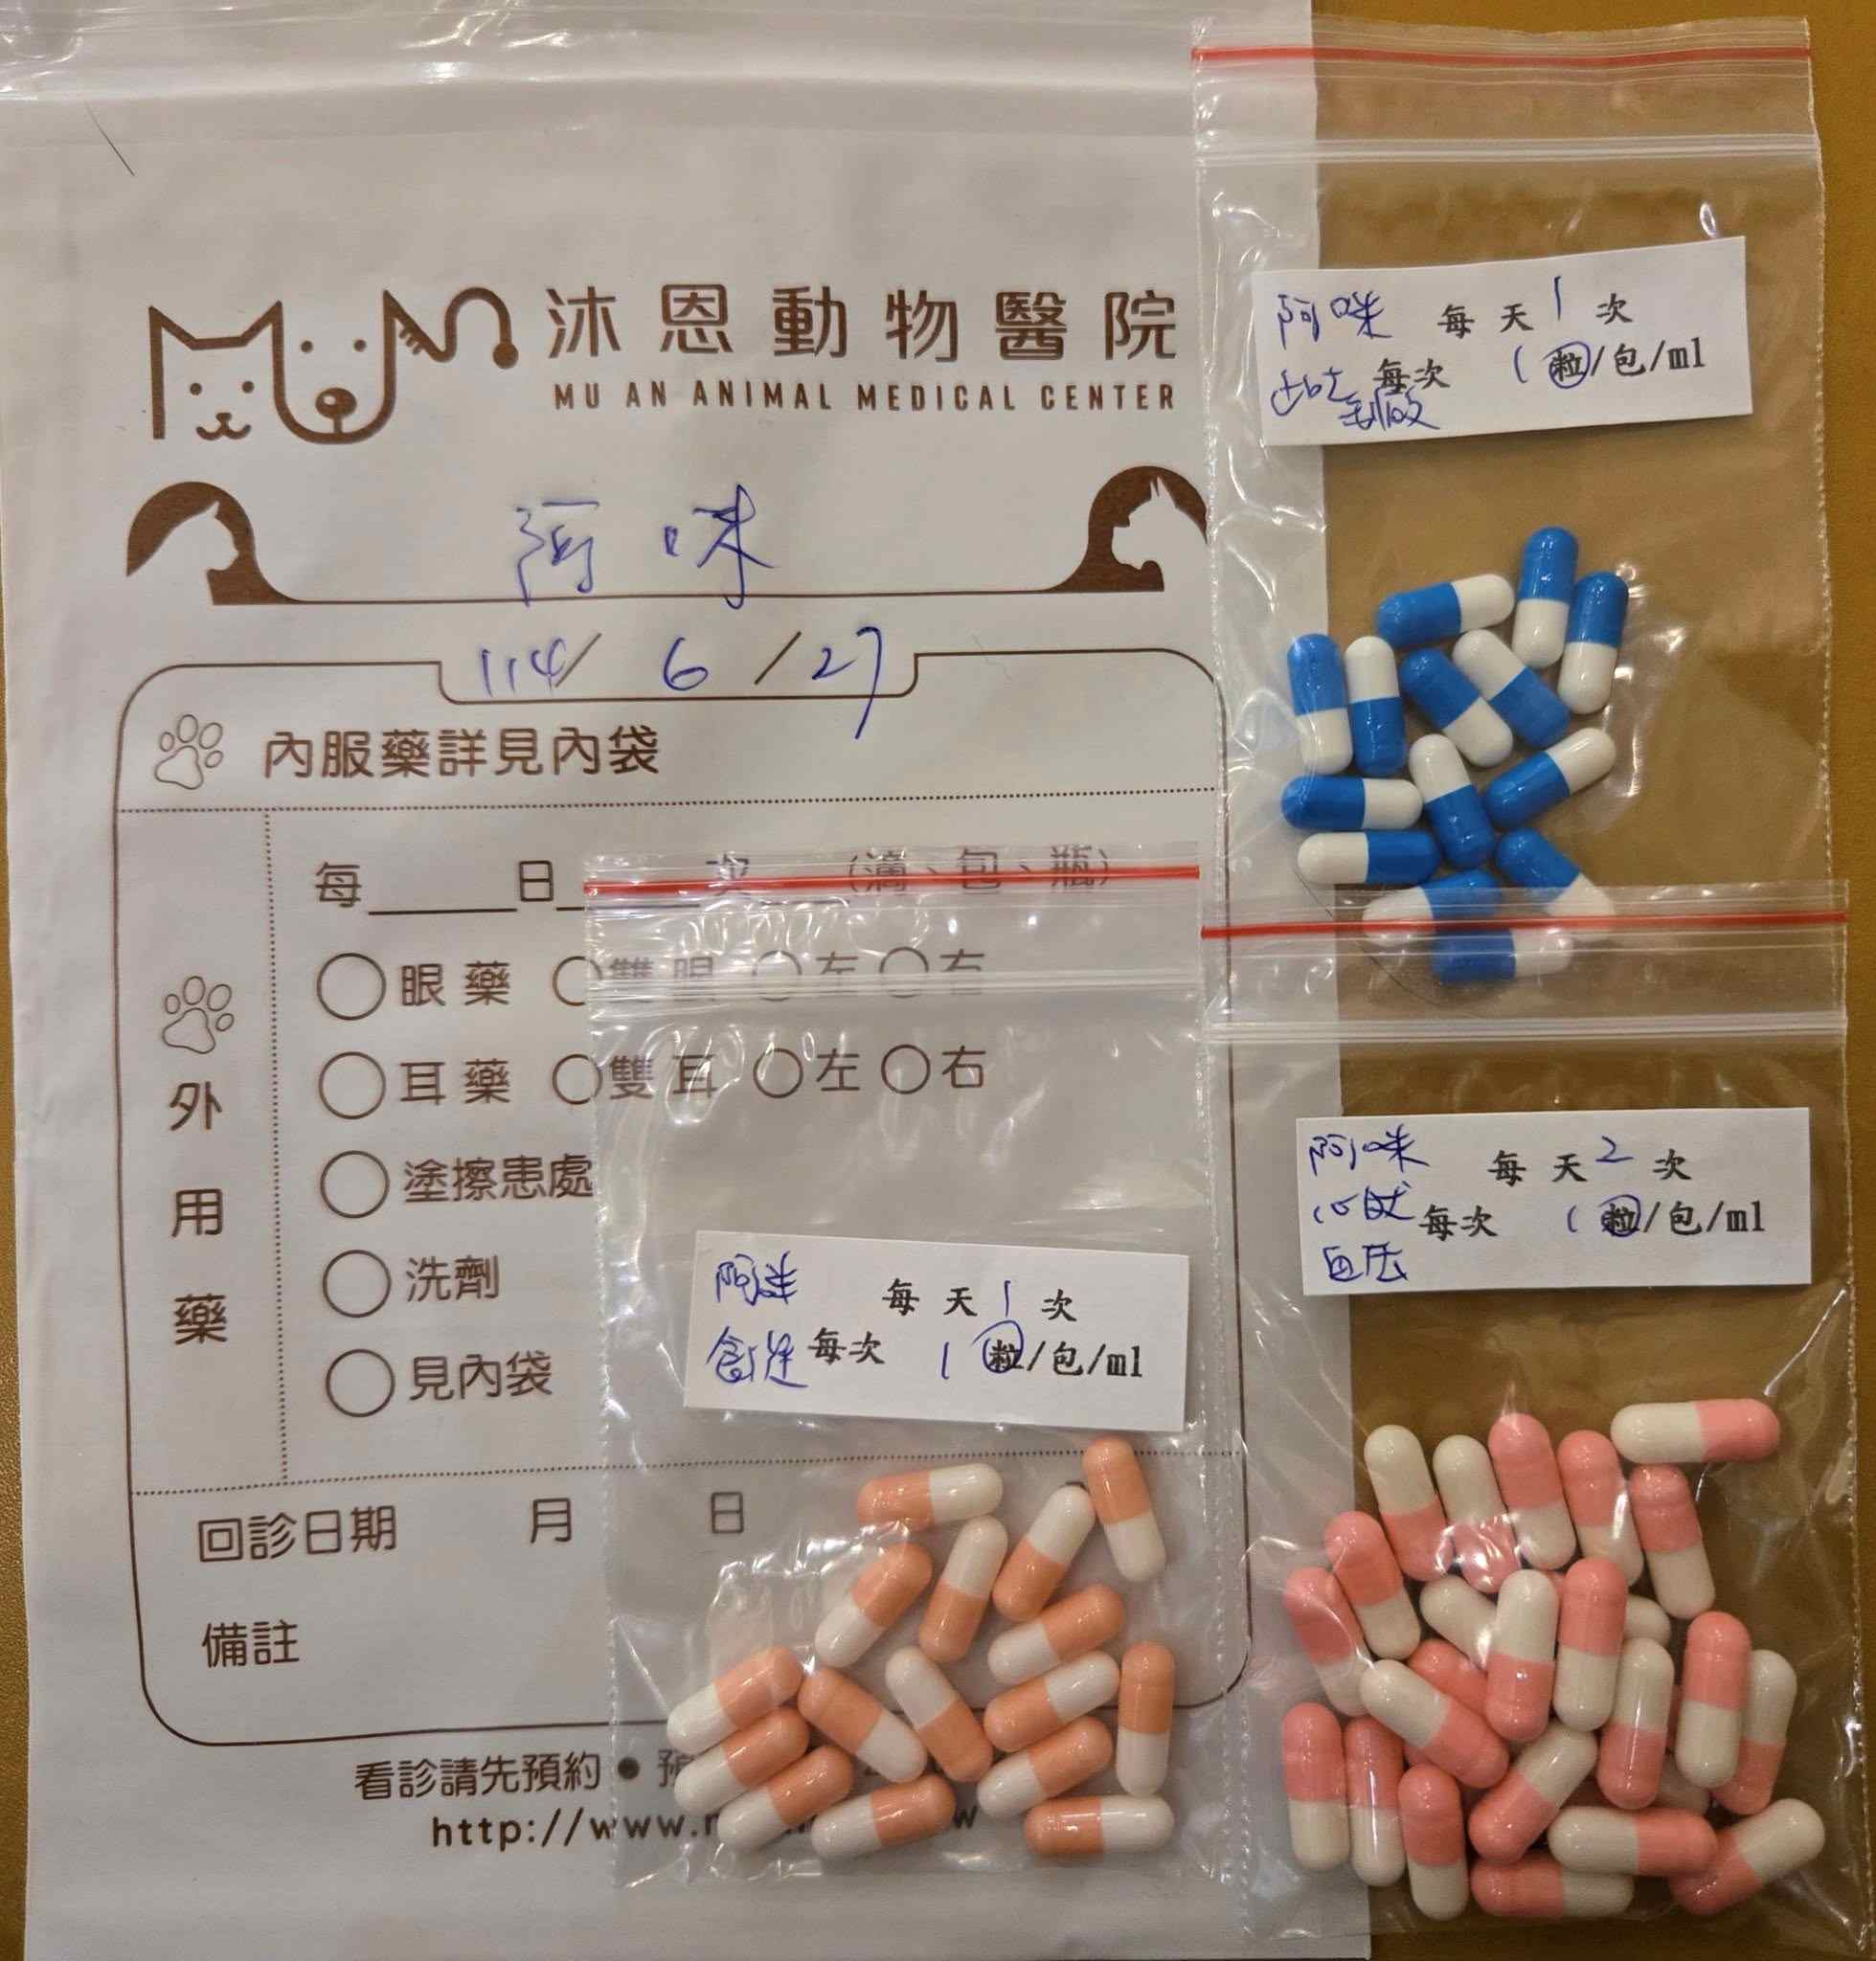 沐恩動物醫院
MU AN ANIMAL MEDICAL CENTER
阿咪
114/ 6 /27
內服藥詳見內袋
外用藥
每 日 次 (滴、包、瓶)
眼藥 雙眼 左 右
耳藥 雙耳 左 右
塗擦患處
洗劑
見內袋
回診日期 月 日
備註
看診請先預約 ● 預
http://www.
阿咪 每天1次
每次 1粒/包/ml
阿咪 每天1次
每次 1粒/包/ml
阿咪 每天2次
心臟 每次 1粒/包/ml
血压